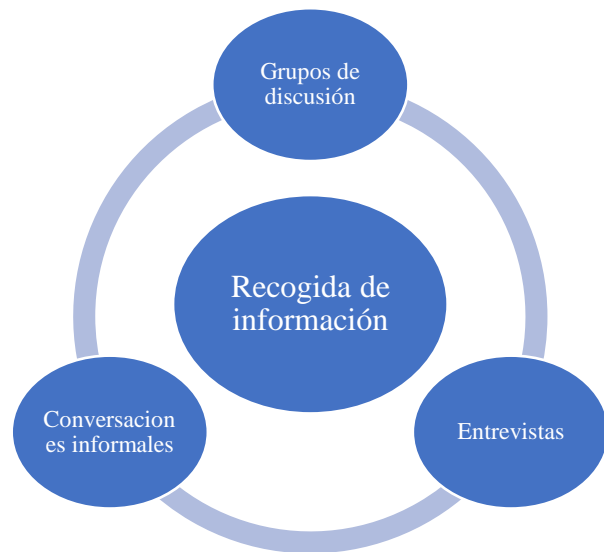 Grupos de
discusión
Recogida de
información
Conversacion
es informales
Entrevistas